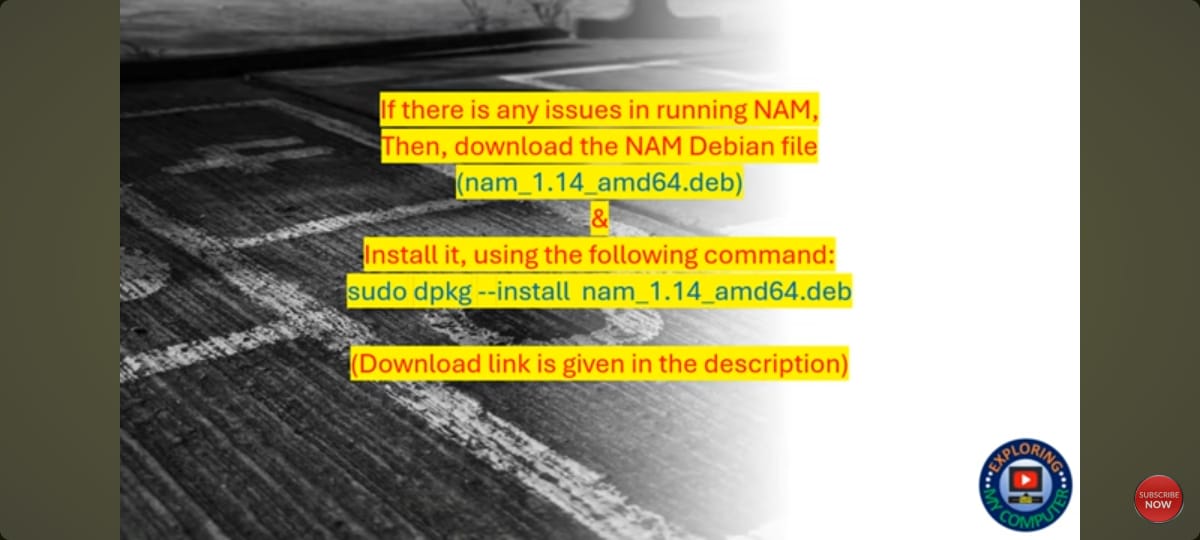 If there is any issues in running NAM,
Then, download the NAM Debian file
(nam_1.14_amd64.deb)
&
Install it, using the following command:
sudo dpkg --install  nam_1.14_amd64.deb
(Download link is given in the description)
EXPLORING
MY COMPUTER
SUBSCRIBE
NOW